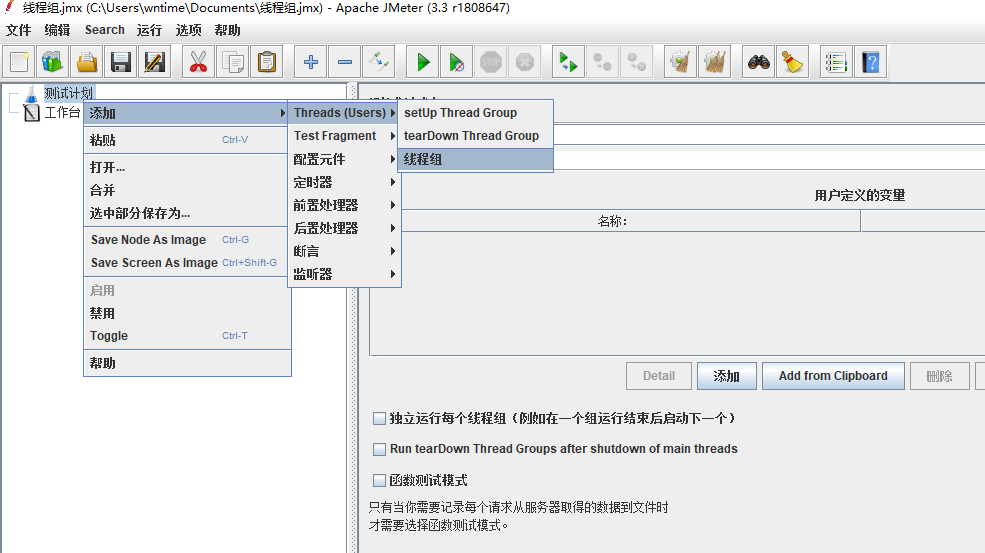 线程组.jmx (C:\Users\wntime\Documents\线程组.jmx) - Apache JMeter (3.3 r1808647)
文件 编辑 Search 运行 选项 帮助
测试计划
工作台
添加
粘贴 Ctrl-V
打开...
合并
选中部分保存为...
Save Node As Image Ctrl-G
Save Screen As Image Ctrl+Shift-G
启用
禁用
Toggle Ctrl-T
帮助
Threads (Users)
Test Fragment
配置元件
定时器
前置处理器
后置处理器
断言
监听器
setUp Thread Group
tearDown Thread Group
线程组
用户定义的变量
名称:
Detail 添加 Add from Clipboard 删除
独立运行每个线程组（例如在一个组运行结束后启动下一个）
Run tearDown Thread Groups after shutdown of main threads
函数测试模式
只有当你需要记录每个请求从服务器取得的数据到文件时
才需要选择函数测试模式。